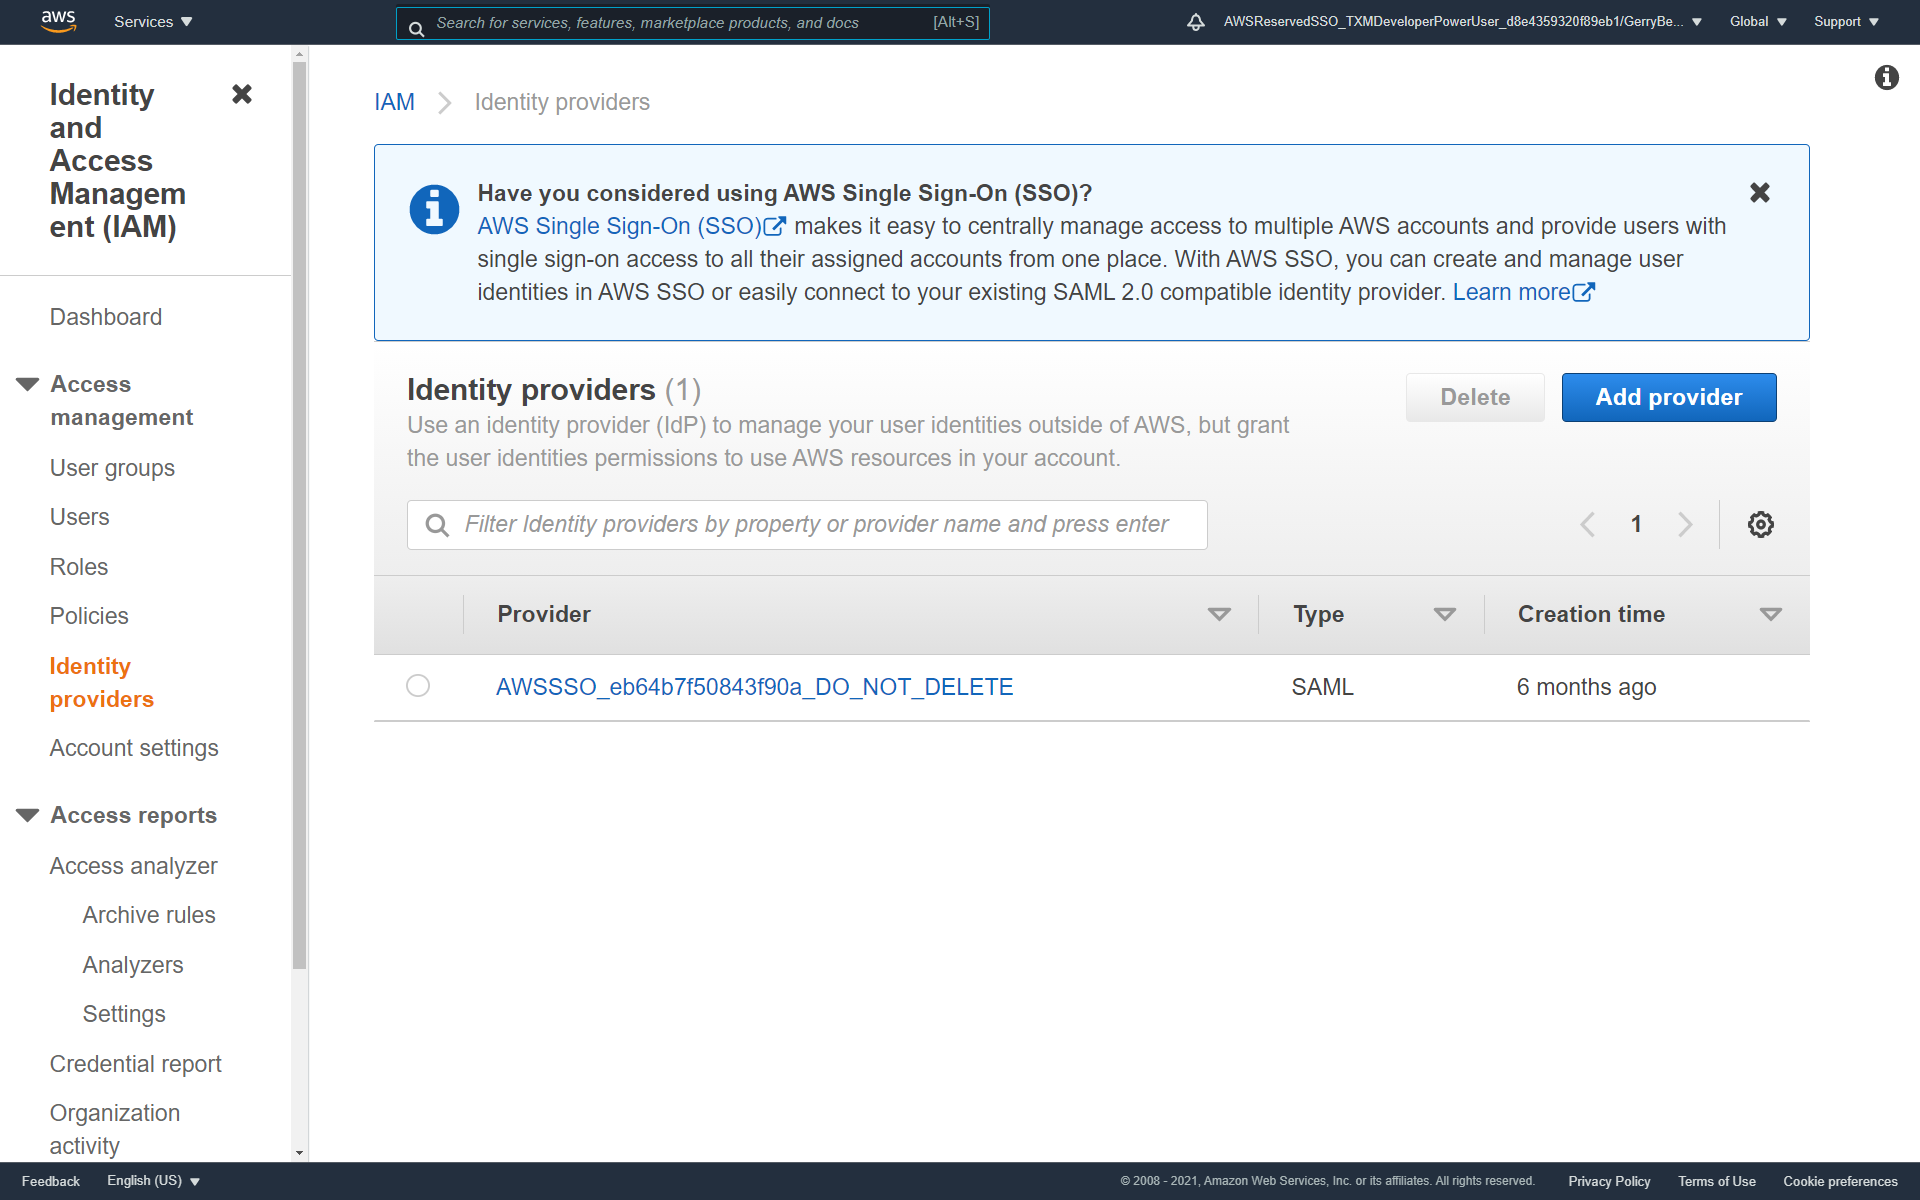 aws
Services
Search for services, features, marketplace products, and docs [Alt+S]
AWSReservedSSO_TXMDeveloperPowerUser_d8e4359320f89eb1/GerryBe...
Global
Support
Identity
and
Access
Managem
ent (IAM)
Dashboard
Access
management
User groups
Users
Roles
Policies
Identity
providers
Account settings
Access reports
Access analyzer
Archive rules
Analyzers
Settings
Credential report
Organization
activity
IAM
Identity providers
Have you considered using AWS Single Sign-On (SSO)?
AWS Single Sign-On (SSO) makes it easy to centrally manage access to multiple AWS accounts and provide users with
single sign-on access to all their assigned accounts from one place. With AWS SSO, you can create and manage user
identities in AWS SSO or easily connect to your existing SAML 2.0 compatible identity provider. Learn more
Identity providers (1)
Use an identity provider (IdP) to manage your user identities outside of AWS, but grant
the user identities permissions to use AWS resources in your account.
Delete
Add provider
Filter Identity providers by property or provider name and press enter
1
Provider
Type
Creation time
AWSSSO_eb64b7f50843f90a_DO_NOT_DELETE
SAML
6 months ago
Feedback
English (US)
© 2008 - 2021, Amazon Web Services, Inc. or its affiliates. All rights reserved.
Privacy Policy
Terms of Use
Cookie preferences